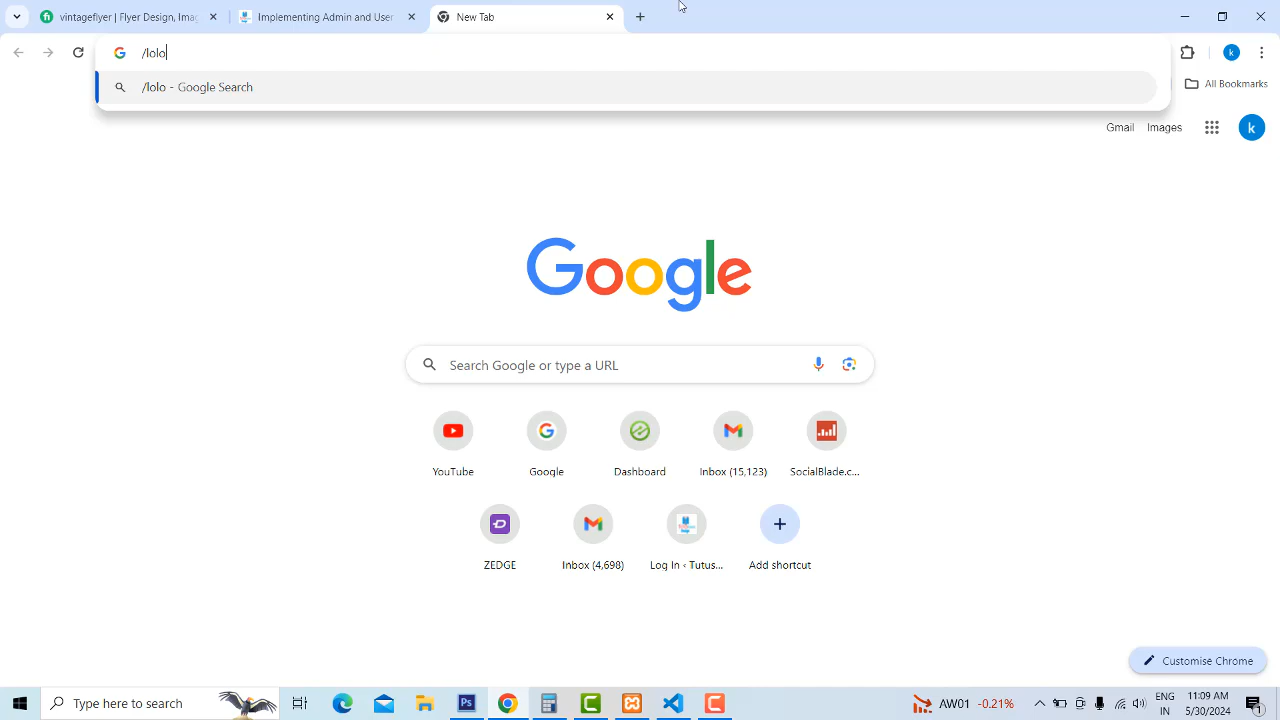 vintageflyer | Flyer Design, Imag
Implementing Admin and User
New Tab
/lolo
k
/lolo - Google Search
All Bookmarks
Gmail
Images
k
Google
Search Google or type a URL
YouTube
Google
Dashboard
Inbox (15,123)
SocialBlade.c...
ZEDGE
Inbox (4,698)
Log In ‹ Tutus...
Add shortcut
Customise Chrome
Type here to search
Ps
AW01 -0.21%
ENG
IN
11:09 AM
5/30/2024
1